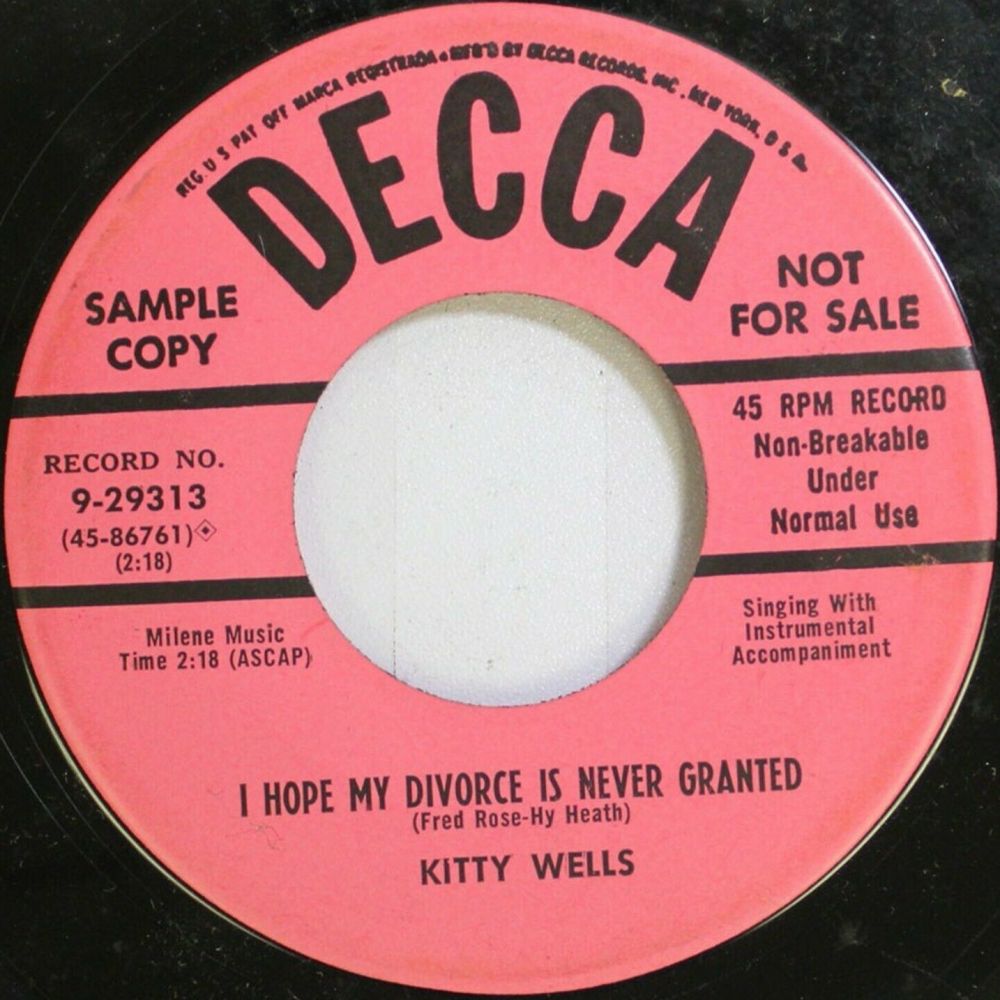 REG. U S PAT OFF MARCA REGISTRADA • MF'D BY DECCA RECORDS, INC., NEW YORK, U S A.
DECCA
SAMPLE
COPY
NOT
FOR SALE
RECORD NO.
9-29313
(45-86761)
(2:18)
45 RPM RECORD
Non-Breakable
Under
Normal Use
Milene Music
Time 2:18 (ASCAP)
Singing With
Instrumental
Accompaniment
I HOPE MY DIVORCE IS NEVER GRANTED
(Fred Rose-Hy Heath)
KITTY WELLS